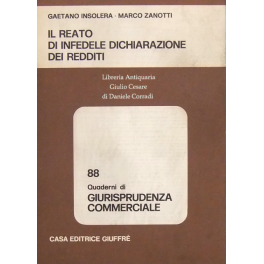 GAETANO INSOLERA - MARCO ZANOTTI
IL REATO
DI INFEDELE DICHIARAZIONE
DEI REDDITI
Libreria Antiquaria
Giulio Cesare
di Daniele Corradi
88
Quaderni di
GIURISPRUDENZA
COMMERCIALE
CASA EDITRICE GIUFFRÈ